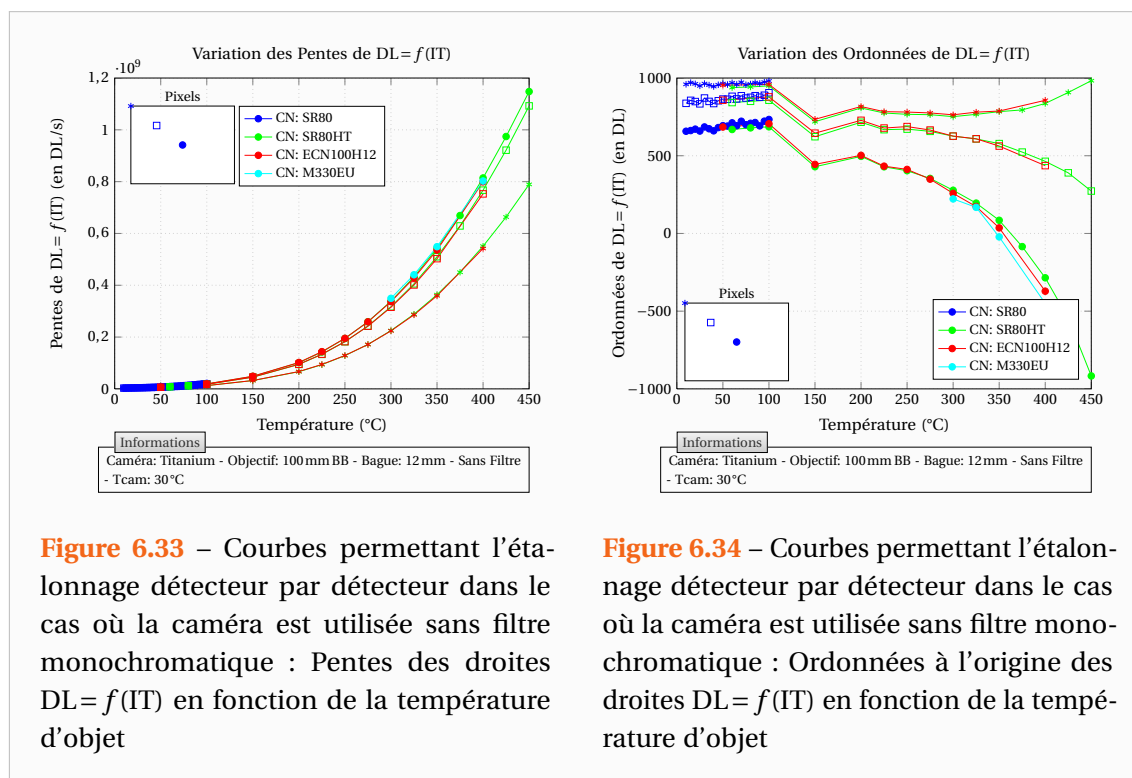 Variation des Pentes de DL= f (IT)
·10⁹
1,2
1
0,8
0,6
0,4
0,2
0
Pentes de DL= f (IT) (en DL/s)
Pixels
CN: SR80
CN: SR80HT
CN: ECN100H12
CN: M330EU
0 50 100 150 200 250 300 350 400 450
Température (°C)
Informations
Caméra: Titanium - Objectif: 100mm BB - Bague: 12mm - Sans Filtre
- Tcam: 30°C
Figure 6.33 – Courbes permettant l'éta-
lonnage détecteur par détecteur dans le
cas où la caméra est utilisée sans filtre
monochromatique : Pentes des droites
DL= f (IT) en fonction de la température
d'objet
Variation des Ordonnées de DL= f (IT)
1000
500
0
−500
−1000
Ordonnées de DL= f (IT) (en DL)
Pixels
CN: SR80
CN: SR80HT
CN: ECN100H12
CN: M330EU
0 50 100 150 200 250 300 350 400 450
Température (°C)
Informations
Caméra: Titanium - Objectif: 100mm BB - Bague: 12mm - Sans Filtre
- Tcam: 30°C
Figure 6.34 – Courbes permettant l'étalon-
nage détecteur par détecteur dans le cas
où la caméra est utilisée sans filtre mono-
chromatique : Ordonnées à l'origine des
droites DL= f (IT) en fonction de la tempé-
rature d'objet